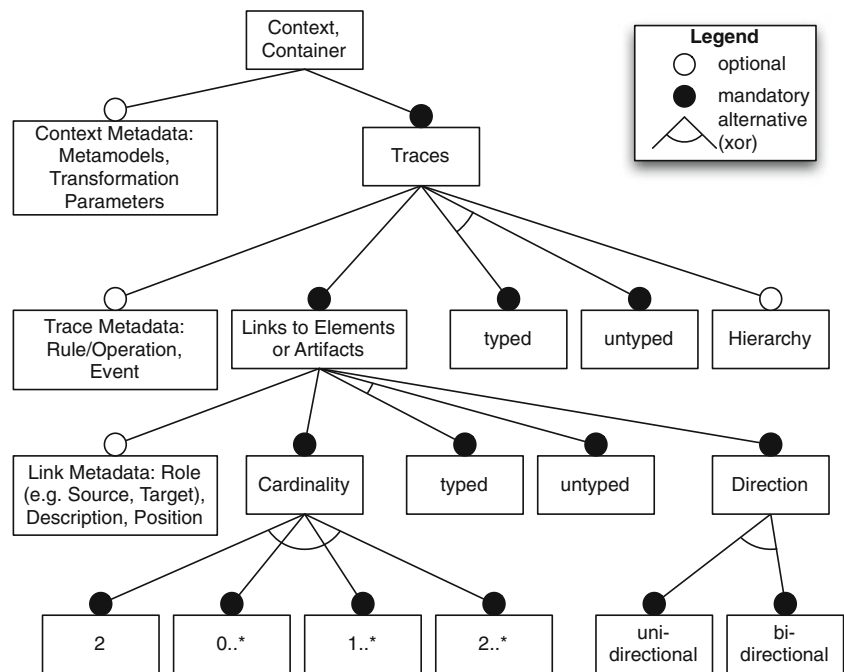 Context,
Container
Legend
optional
mandatory
alternative
(xor)
Context Metadata:
Metamodels,
Transformation
Parameters
Traces
Trace Metadata:
Rule/Operation,
Event
Links to Elements
or Artifacts
typed
untyped
Hierarchy
Link Metadata: Role
(e.g. Source, Target),
Description, Position
Cardinality
typed
untyped
Direction
2
0..*
1..*
2..*
uni-
directional
bi-
directional